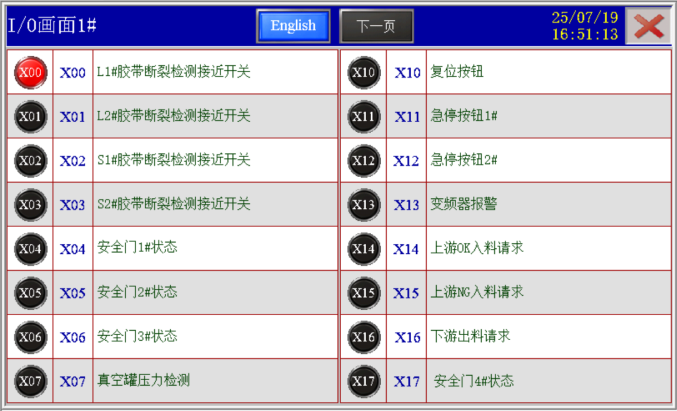 I/O画面1#
English
下一页
25/07/19
16:51:13
X00 X00 L1#胶带断裂检测接近开关
X10 X10 复位按钮
X01 X01 L2#胶带断裂检测接近开关
X11 X11 急停按钮1#
X02 X02 S1#胶带断裂检测接近开关
X12 X12 急停按钮2#
X03 X03 S2#胶带断裂检测接近开关
X13 X13 变频器报警
X04 X04 安全门1#状态
X14 X14 上游OK入料请求
X05 X05 安全门2#状态
X15 X15 上游NG入料请求
X06 X06 安全门3#状态
X16 X16 下游出料请求
X07 X07 真空罐压力检测
X17 X17 安全门4#状态